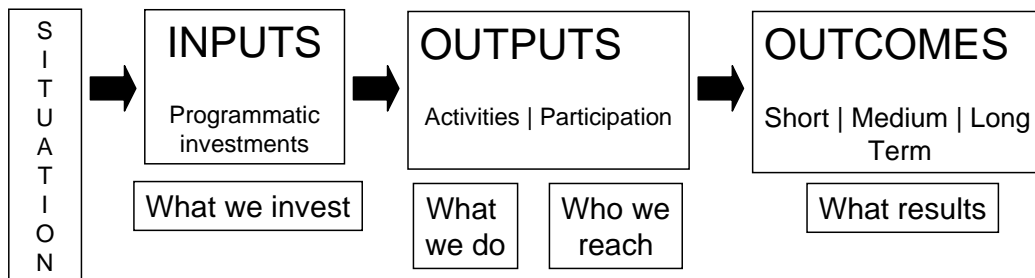 SITUATION
INPUTS
Programmatic
investments
What we invest
OUTPUTS
Activities | Participation
What
we do
Who we
reach
OUTCOMES
Short | Medium | Long
Term
What results